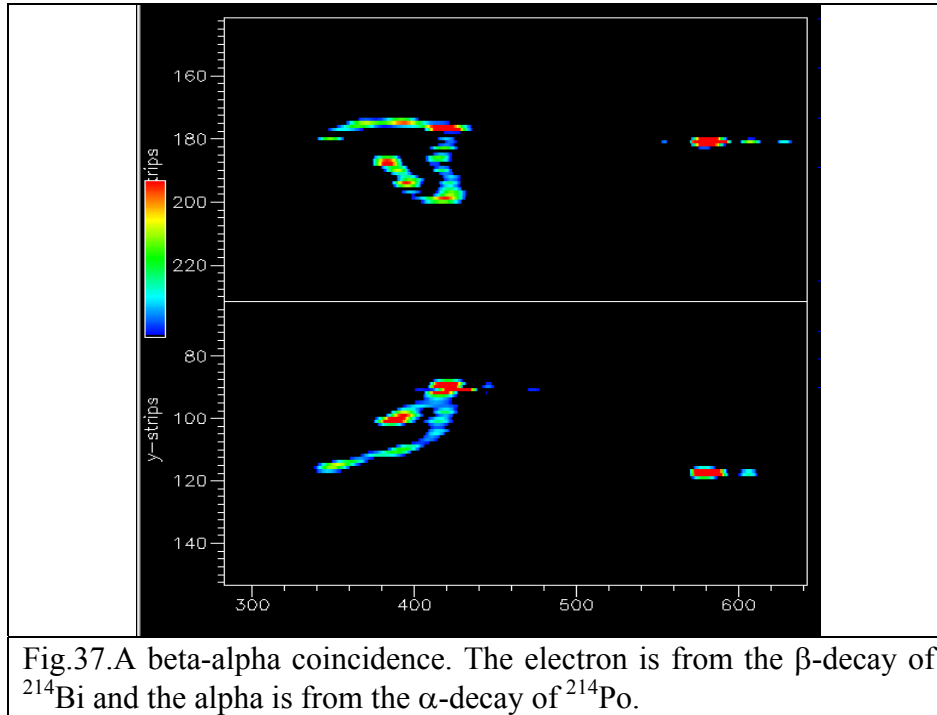 160
180
trips
200
220
80
y-strips
100
120
140
300 400 500 600
Fig.37.A beta-alpha coincidence. The electron is from the β-decay of
²¹⁴Bi and the alpha is from the α-decay of ²¹⁴Po.